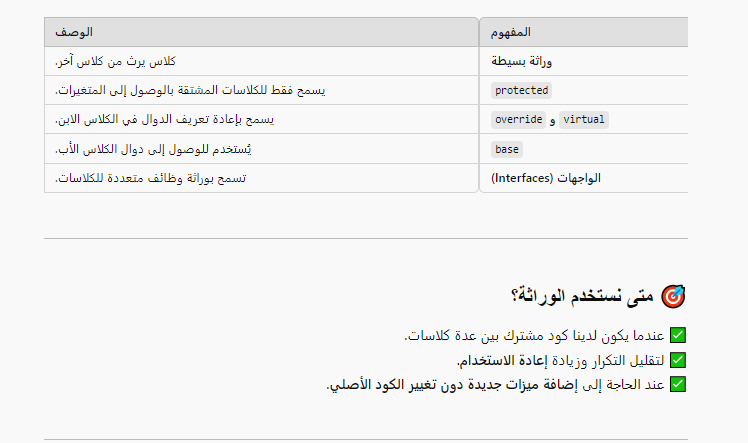 المفهوم الوصف
وراثة بسيطة كلاس يرث من كلاس آخر.
protected يسمح فقط للكلاسات المشتقة بالوصول إلى المتغيرات.
virtual و override يسمح بإعادة تعريف الدوال في الكلاس الابن.
base يُستخدم للوصول إلى دوال الكلاس الأب.
الواجهات (Interfaces) تسمح بوراثة وظائف متعددة للكلاسات.
🎯 متى نستخدم الوراثة؟
✅ عندما يكون لدينا كود مشترك بين عدة كلاسات.
✅ لتقليل التكرار وزيادة إعادة الاستخدام.
✅ عند الحاجة إلى إضافة ميزات جديدة دون تغيير الكود الأصلي.